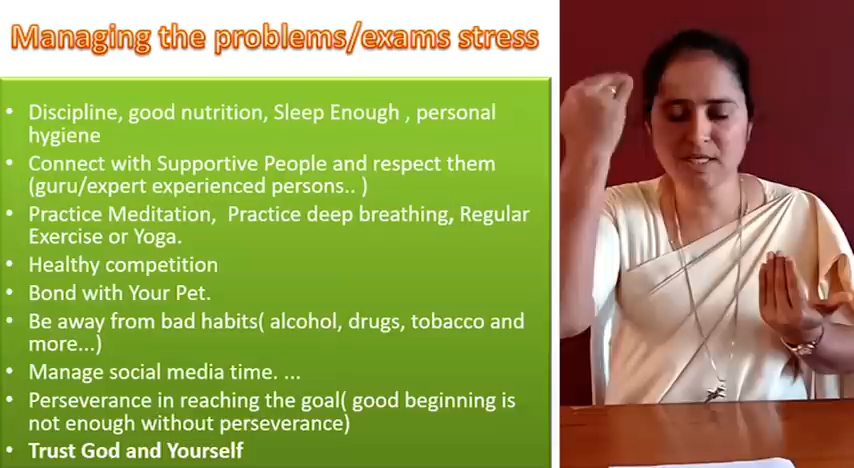 Managing the problems/exams stress
• Discipline, good nutrition, Sleep Enough , personal
hygiene
• Connect with Supportive People and respect them
(guru/expert experienced persons.. )
• Practice Meditation, Practice deep breathing, Regular
Exercise or Yoga.
• Healthy competition
• Bond with Your Pet.
• Be away from bad habits( alcohol, drugs, tobacco and
more...)
• Manage social media time. ...
• Perseverance in reaching the goal( good beginning is
not enough without perseverance)
• Trust God and Yourself